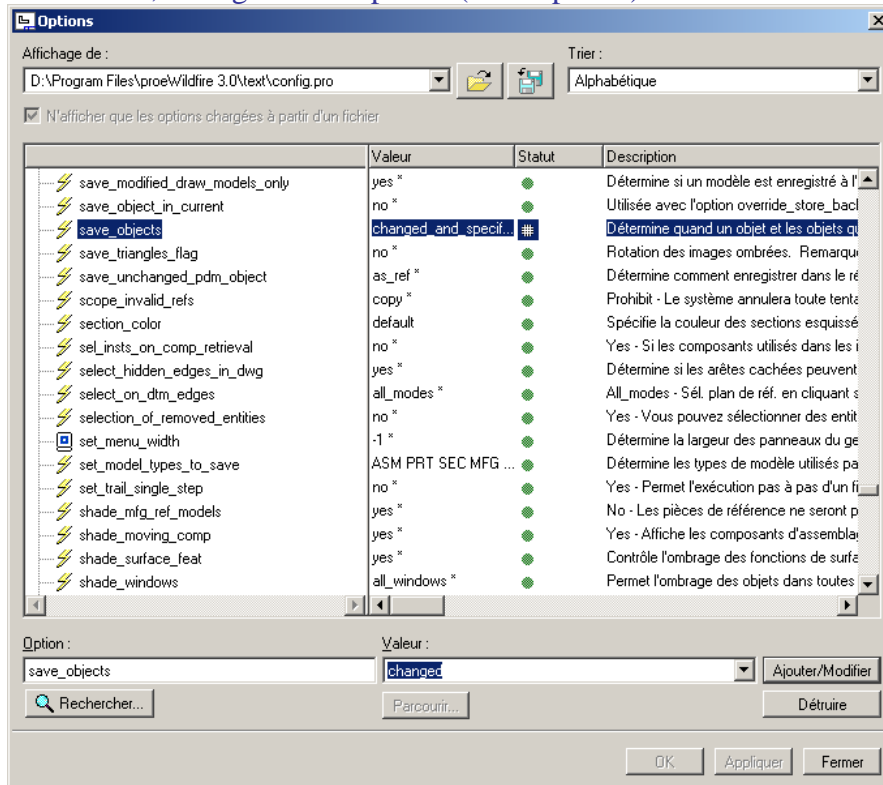 Options
Affichage de :
Trier :
D:\Program Files\proeWildfire 3.0\text\config.pro
Alphabétique
N'afficher que les options chargées à partir d'un fichier
Valeur Statut Description
save_modified_draw_models_only yes * Détermine si un modèle est enregistré à l'
save_object_in_current no * Utilisée avec l'option override_store_bacl
save_objects changed_and_specif... Détermine quand un objet et les objets qu
save_triangles_flag no * Rotation des images ombrées. Remarqu
save_unchanged_pdm_object as_ref * Détermine comment enregistrer dans le ré
scope_invalid_refs copy * Prohibit - Le système annulera toute tenta
section_color default Spécifie la couleur des sections esquissé
sel_insts_on_comp_retrieval no * Yes - Si les composants utilisés dans les i
select_hidden_edges_in_dwg yes * Détermine si les arêtes cachées peuvent
select_on_dtm_edges all_modes * All_modes - Sél. plan de réf. en cliquant s
selection_of_removed_entities no * Yes - Vous pouvez sélectionner des entit
set_menu_width -1 * Détermine la largeur des panneaux du ge
set_model_types_to_save ASM PRT SEC MFG ... Détermine les types de modèle utilisés pa
set_trail_single_step no * Yes - Permet l'exécution pas à pas d'un fi
shade_mfg_ref_models yes * No - Les pièces de référence ne seront p
shade_moving_comp yes * Yes - Affiche les composants d'assembla
shade_surface_feat yes * Contrôle l'ombrage des fonctions de surfa
shade_windows all_windows * Permet l'ombrage des objets dans toutes
Option :
Valeur :
save_objects
changed
Ajouter/Modifier
Rechercher...
Parcourir...
Détruire
OK
Appliquer
Fermer